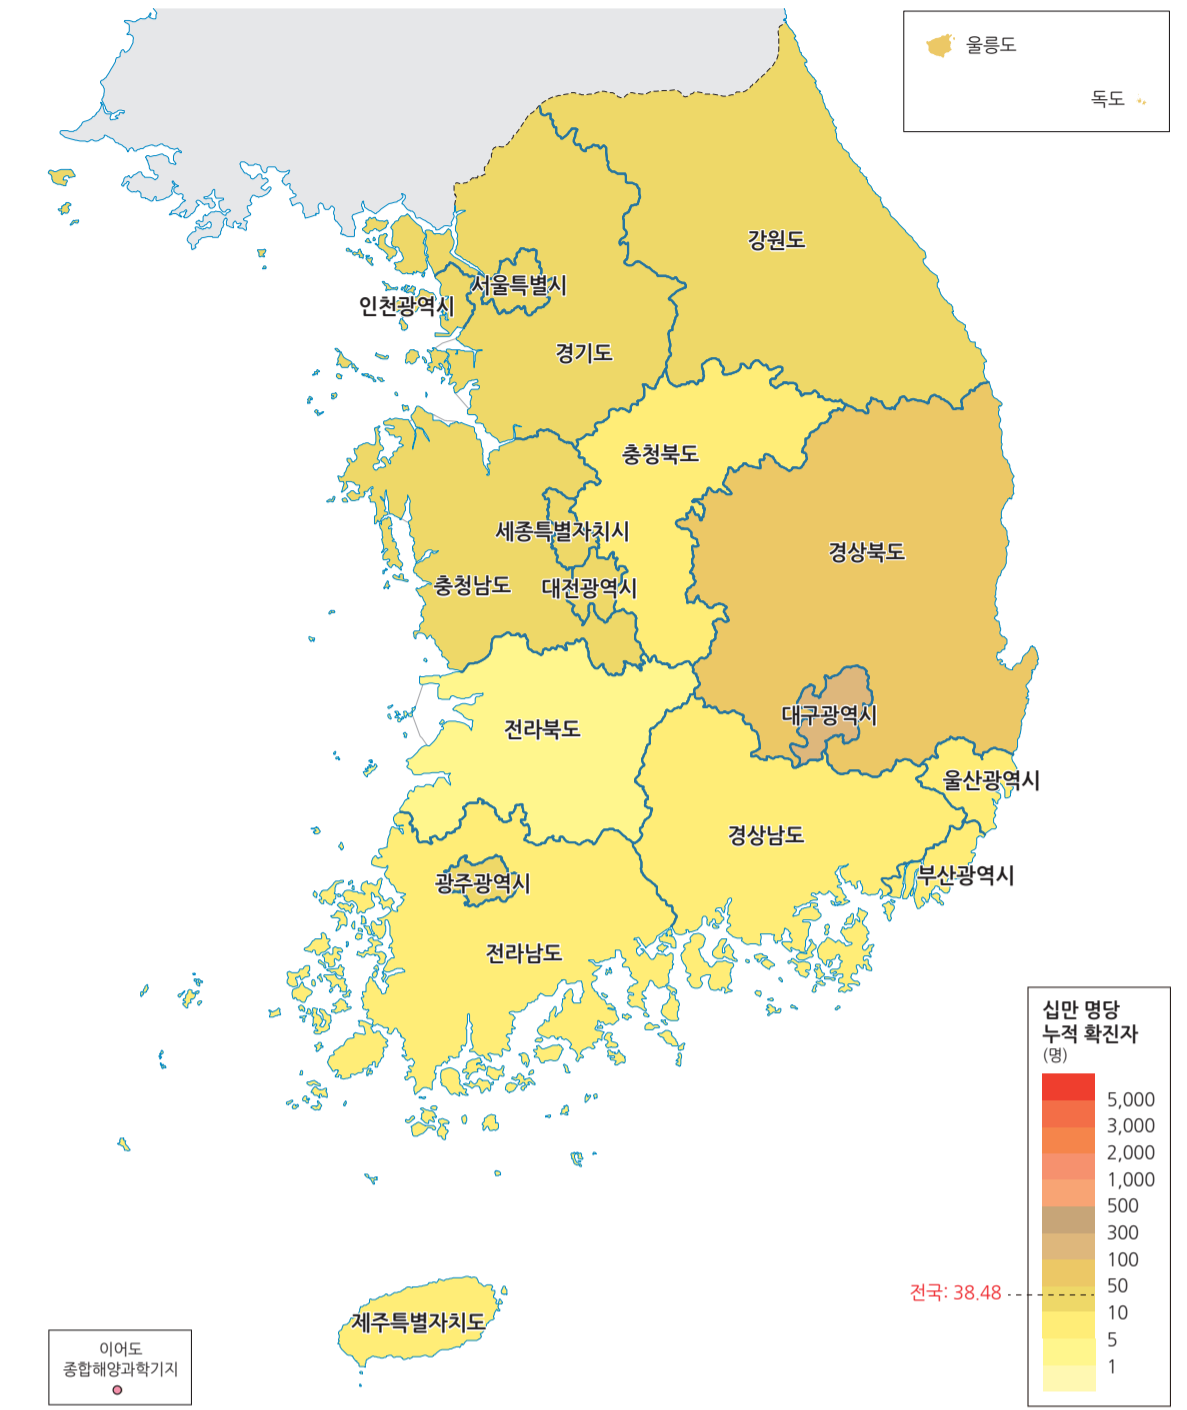 울릉도
독도
강원도
서울특별시
인천광역시
경기도
충청북도
세종특별자치시
경상북도
충청남도
대전광역시
대구광역시
전라북도
울산광역시
경상남도
부산광역시
광주광역시
전라남도
제주특별자치도
이어도
종합해양과학기지
십만 명당
누적 확진자
(명)
5,000
3,000
2,000
1,000
500
300
100
50
전국: 38.48
10
5
1